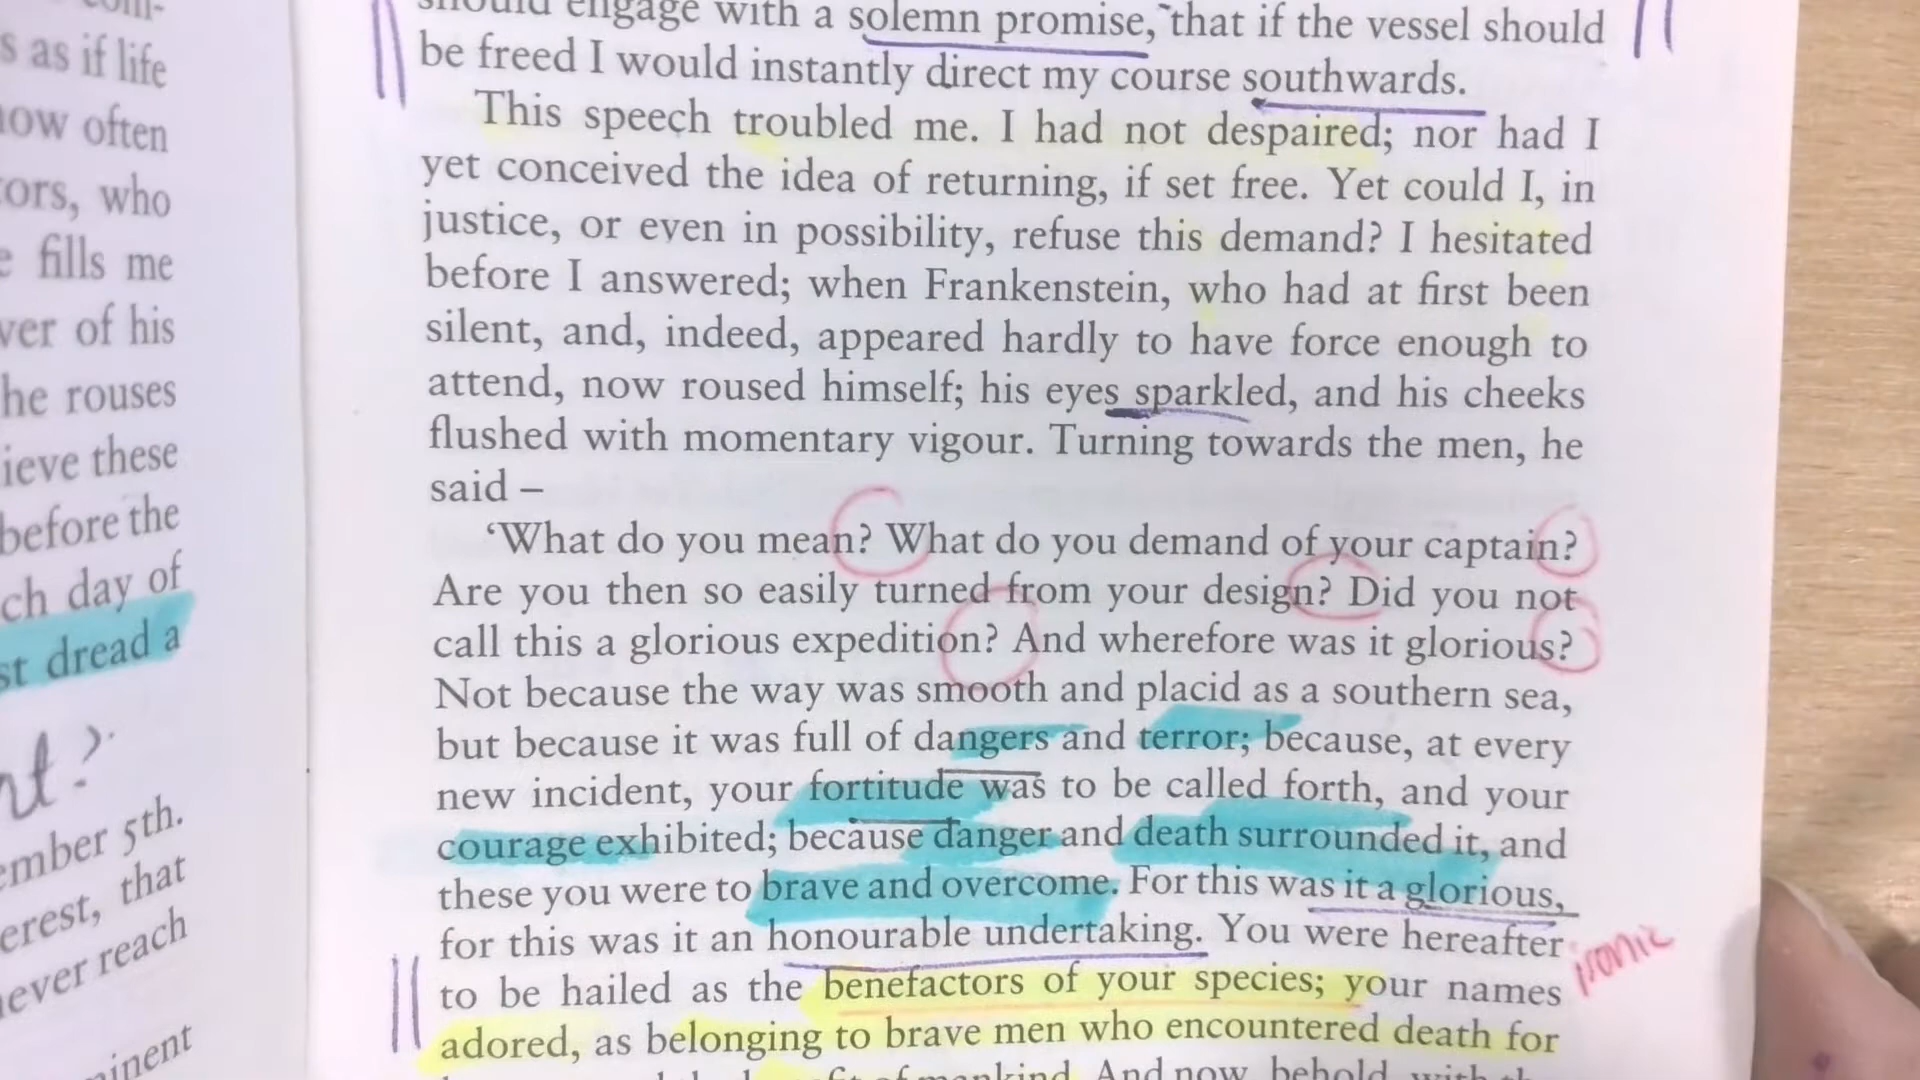 s as if life
now often
ors, who
fills me
ver of his
he rouses
ieve these
before the
ch day of
st dread a
nt?
ember 5th.
erest, that
never reach
minent
should engage with a solemn promise, that if the vessel should
be freed I would instantly direct my course southwards.
This speech troubled me. I had not despaired; nor had I
yet conceived the idea of returning, if set free. Yet could I, in
justice, or even in possibility, refuse this demand? I hesitated
before I answered; when Frankenstein, who had at first been
silent, and, indeed, appeared hardly to have force enough to
attend, now roused himself; his eyes sparkled, and his cheeks
flushed with momentary vigour. Turning towards the men, he
said –
‘What do you mean? What do you demand of your captain?
Are you then so easily turned from your design? Did you not
call this a glorious expedition? And wherefore was it glorious?
Not because the way was smooth and placid as a southern sea,
but because it was full of dangers and terror; because, at every
new incident, your fortitude was to be called forth, and your
courage exhibited; because danger and death surrounded it, and
these you were to brave and overcome. For this was it a glorious,
for this was it an honourable undertaking. You were hereafter
to be hailed as the benefactors of your species; your names
ironic
adored, as belonging to brave men who encountered death for
of mankind. And now, behold, with